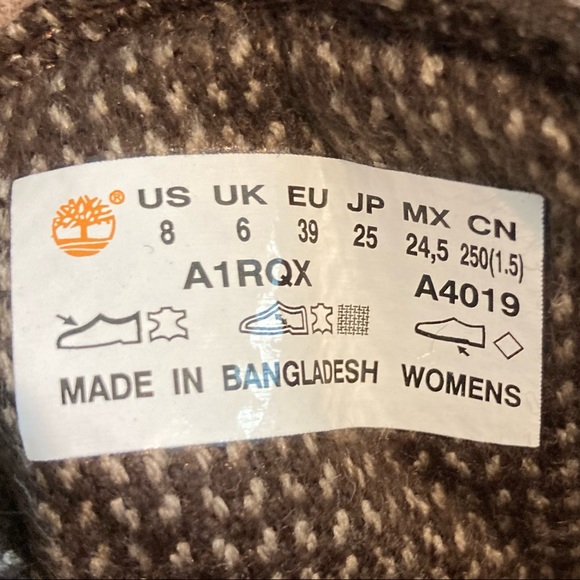 ® US UK EU JP MX CN
8 6 39 25 24,5 250(1.5)
A1RQX A4019
MADE IN BANGLADESH WOMENS